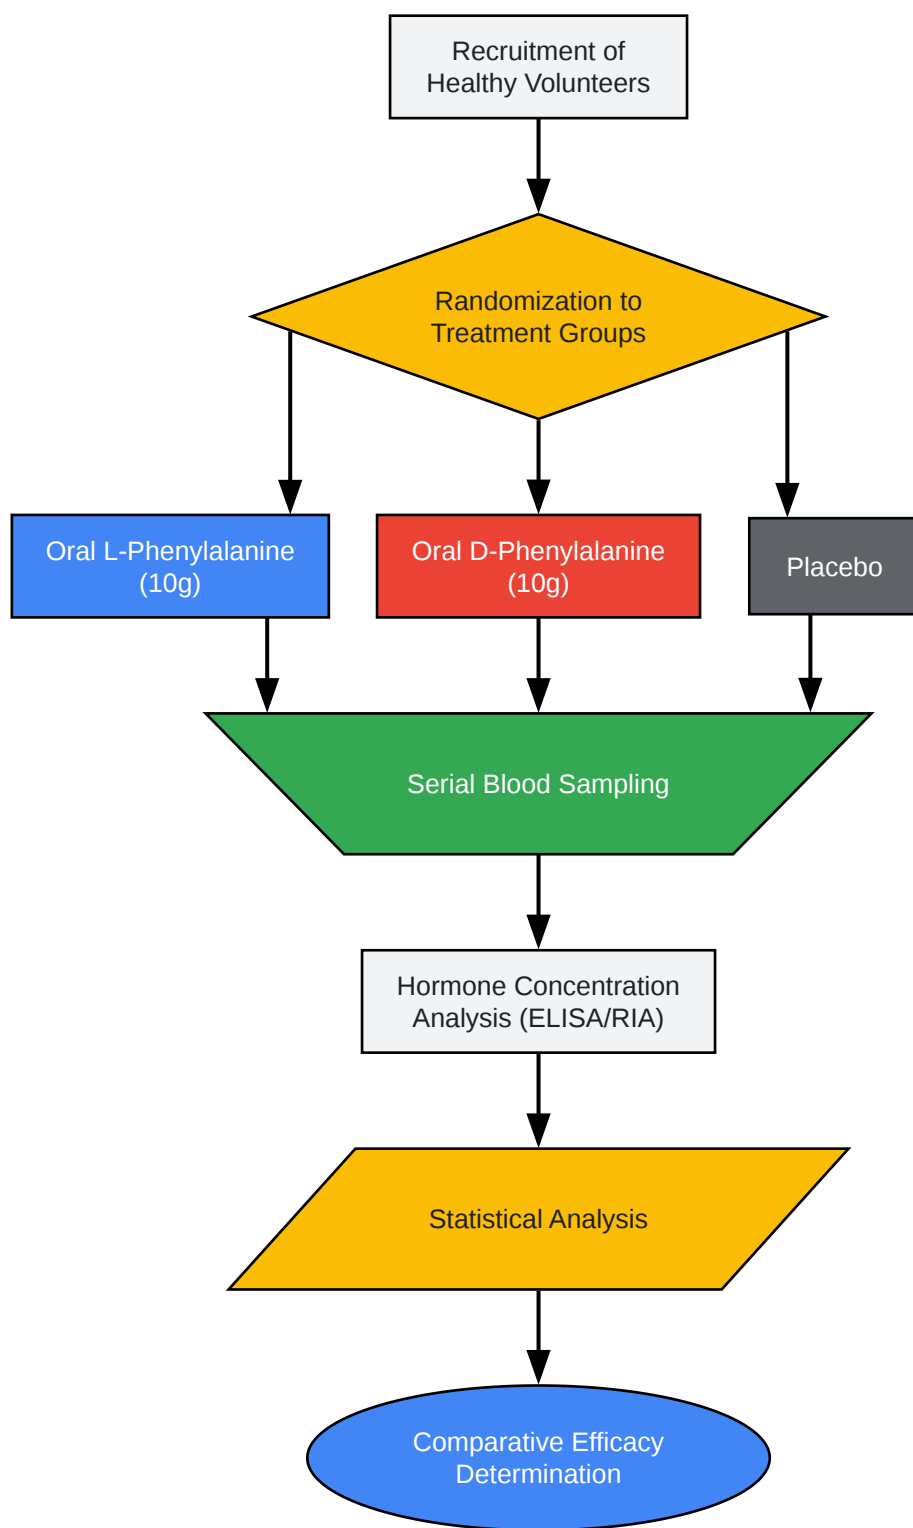 Recruitment of
Healthy Volunteers
Randomization to
Treatment Groups
Oral L-Phenylalanine
(10g)
Oral D-Phenylalanine
(10g)
Placebo
Serial Blood Sampling
Hormone Concentration
Analysis (ELISA/RIA)
Statistical Analysis
Comparative Efficacy
Determination